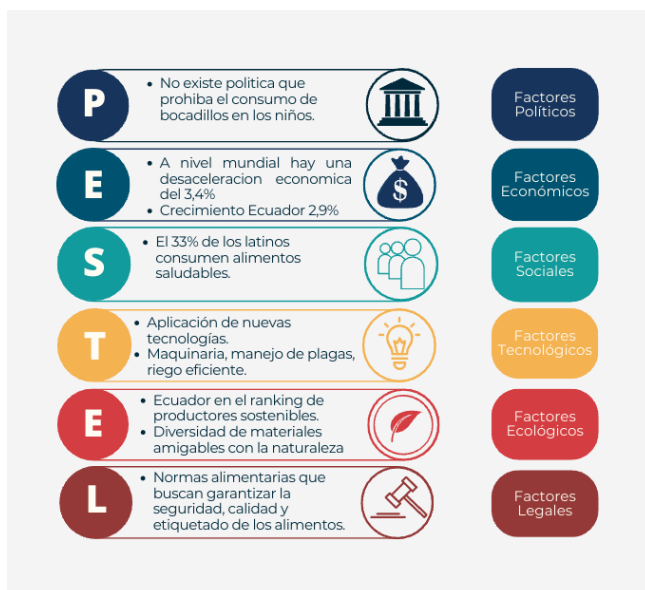 P
• No existe politica que
prohiba el consumo de
bocadillos en los niños.
Factores
Políticos
E
• A nivel mundial hay una
desaceleracion economica
del 3,4%
• Crecimiento Ecuador 2,9%
$
Factores
Económicos
S
• El 33% de los latinos
consumen alimentos
saludables.
Factores
Sociales
T
• Aplicación de nuevas
tecnologías.
• Maquinaria, manejo de plagas,
riego eficiente.
Factores
Tecnológicos
E
• Ecuador en el ranking de
productores sostenibles.
• Diversidad de materiales
amigables con la naturaleza
Factores
Ecológicos
L
• Normas alimentarias que
buscan garantizar la
seguridad, calidad y
etiquetado de los alimentos.
Factores
Legales